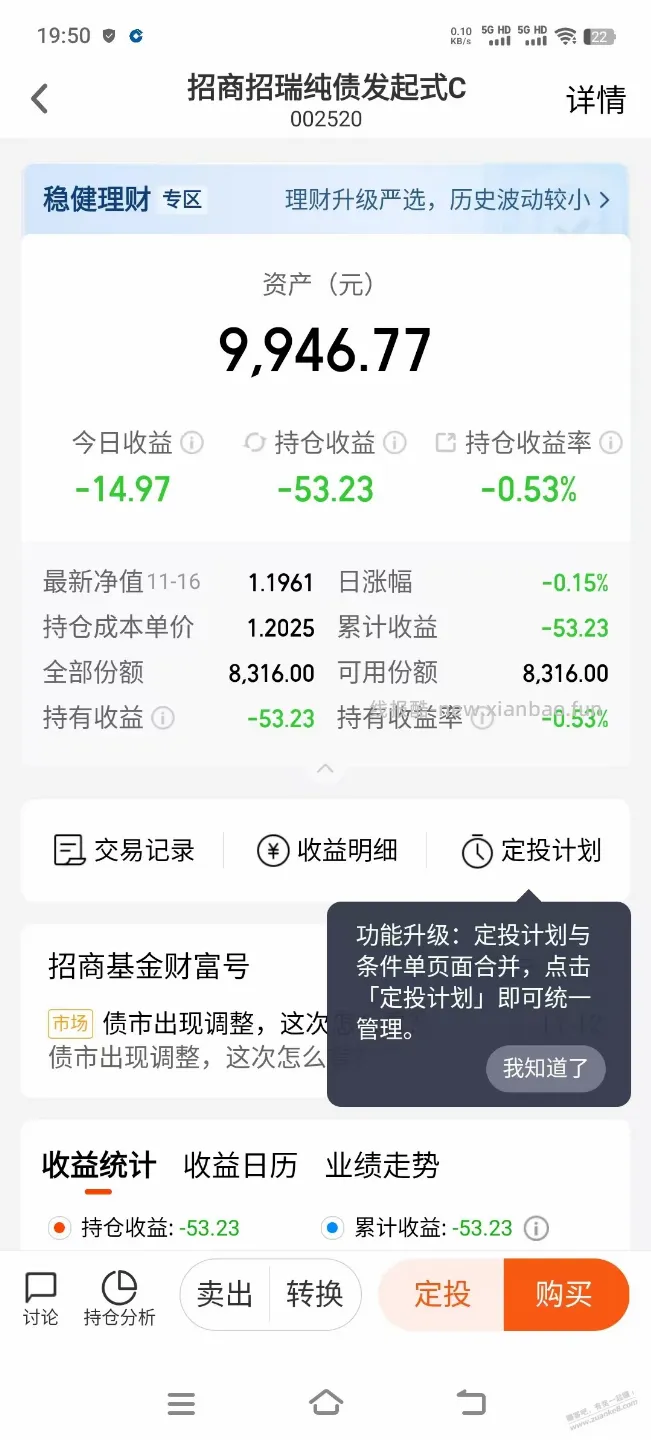 19:50
0.10 KB/s 5G HD 5G HD 22
招商招瑞纯债发起式C
002520
详情
稳健理财 专区 理财升级严选，历史波动较小
资产（元）
9,946.77
今日收益 持仓收益 持仓收益率
-14.97 -53.23 -0.53%
最新净值11-16 1.1961 日涨幅 -0.15%
持仓成本单价 1.2025 累计收益 -53.23
全部份额 8,316.00 可用份额 8,316.00
持有收益 -53.23 持有收益率 -0.53%
线报酷-new.xianbao.fun
交易记录 收益明细 定投计划
功能升级：定投计划与
条件单页面合并，点击
「定投计划」即可统一
管理。
我知道了
招商基金财富号
市场 债市出现调整，这次
债市出现调整，这次怎么
收益统计 收益日历 业绩走势
持仓收益: -53.23 累计收益: -53.23
讨论 持仓分析 卖出 转换 定投 购买
www.zuanke8.com